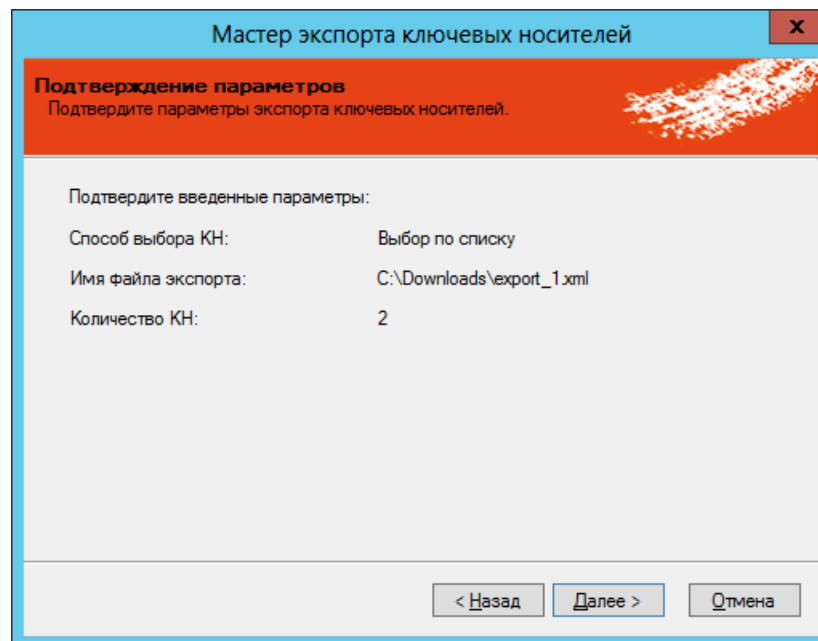 Мастер экспорта ключевых носителей
x
Подтверждение параметров
Подтвердите параметры экспорта ключевых носителей.
Подтвердите введенные параметры:
Способ выбора КН: Выбор по списку
Имя файла экспорта: C:\Downloads\export_1.xml
Количество КН: 2
< Назад Далее > Отмена